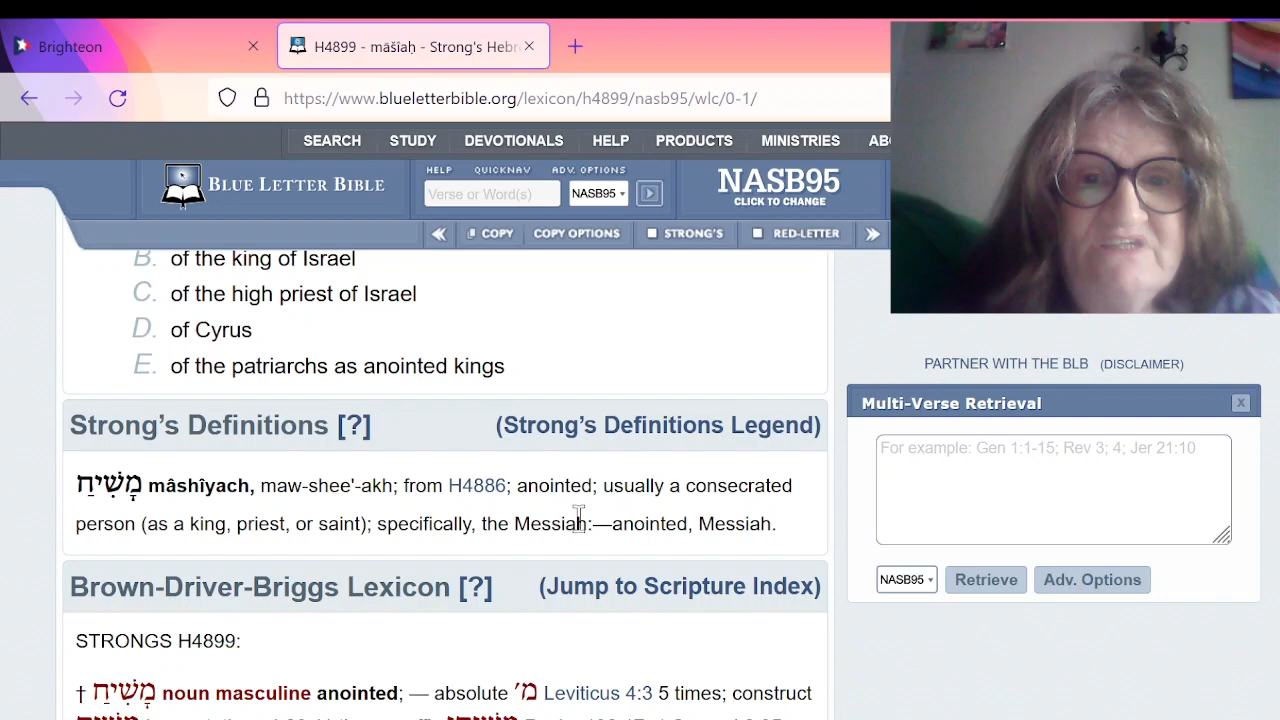 Brighteon
H4899 - māšîaḥ - Strong's Hebr
https://www.blueletterbible.org/lexicon/h4899/nasb95/wlc/0-1/
SEARCH STUDY DEVOTIONALS HELP PRODUCTS MINISTRIES AB
BLUE LETTER BIBLE
HELP QUICKNAV ADV. OPTIONS
Verse or Word(s) NASB95
NASB95
CLICK TO CHANGE
COPY COPY OPTIONS STRONG'S RED-LETTER
B. of the king of Israel
C. of the high priest of Israel
D. of Cyrus
E. of the patriarchs as anointed kings
Strong's Definitions [?] (Strong's Definitions Legend)
מָשִׁיחַ mâshîyach, maw-shee'-akh; from H4886; anointed; usually a consecrated
person (as a king, priest, or saint); specifically, the Messiah:—anointed, Messiah.
Brown-Driver-Briggs Lexicon [?] (Jump to Scripture Index)
STRONGS H4899:
† מָשִׁיחַ noun masculine anointed; — absolute מ׳ Leviticus 4:3 5 times; construct
PARTNER WITH THE BLB (DISCLAIMER)
Multi-Verse Retrieval x
For example: Gen 1:1-15; Rev 3; 4; Jer 21:10
NASB95 Retrieve Adv. Options